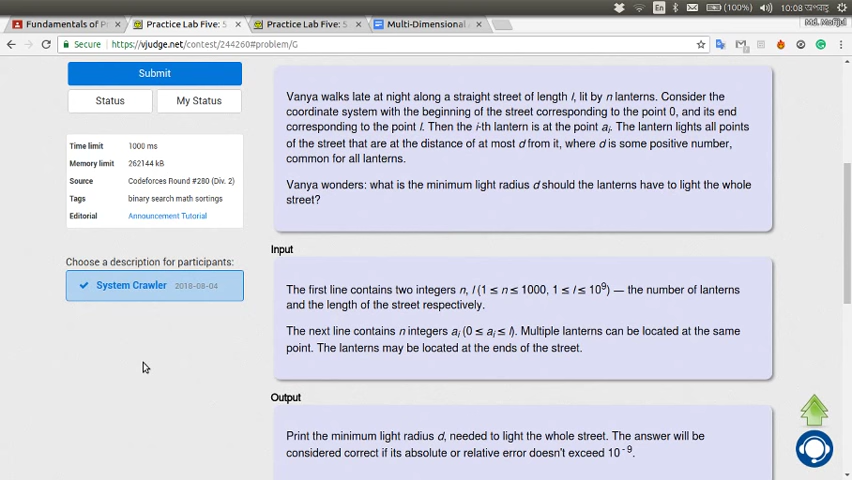 En (100%) 10:08 অপরাহ্ণ
Md. Mafijul
Fundamentals of Pr × Practice Lab Five: 5 × Practice Lab Five: 5 × Multi-Dimensional ×
Secure https://vjudge.net/contest/244260#problem/G
Submit
Status My Status
Time limit 1000 ms
Memory limit 262144 kB
Source Codeforces Round #280 (Div. 2)
Tags binary search math sortings
Editorial Announcement Tutorial
Choose a description for participants:
System Crawler 2018-08-04
Vanya walks late at night along a straight street of length l, lit by n lanterns. Consider the
coordinate system with the beginning of the street corresponding to the point 0, and its end
corresponding to the point l. Then the i-th lantern is at the point ai. The lantern lights all points
of the street that are at the distance of at most d from it, where d is some positive number,
common for all lanterns.
Vanya wonders: what is the minimum light radius d should the lanterns have to light the whole
street?
Input
The first line contains two integers n, l (1 ≤ n ≤ 1000, 1 ≤ l ≤ 10⁹) — the number of lanterns
and the length of the street respectively.
The next line contains n integers ai (0 ≤ ai ≤ l). Multiple lanterns can be located at the same
point. The lanterns may be located at the ends of the street.
Output
Print the minimum light radius d, needed to light the whole street. The answer will be
considered correct if its absolute or relative error doesn't exceed 10⁻⁹.